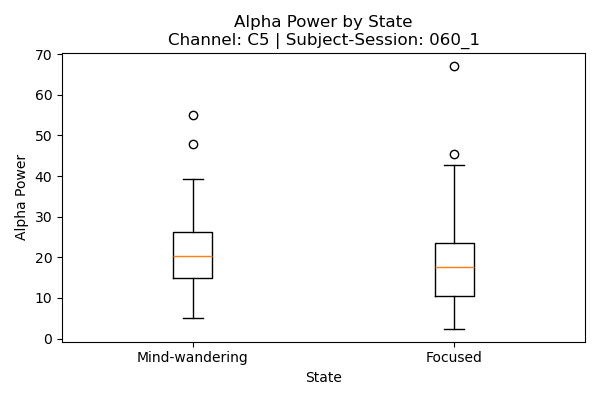 Alpha Power by State
Channel: C5 | Subject-Session: 060_1
70
60
50
40
30
20
10
0
Alpha Power
Mind-wandering
Focused
State